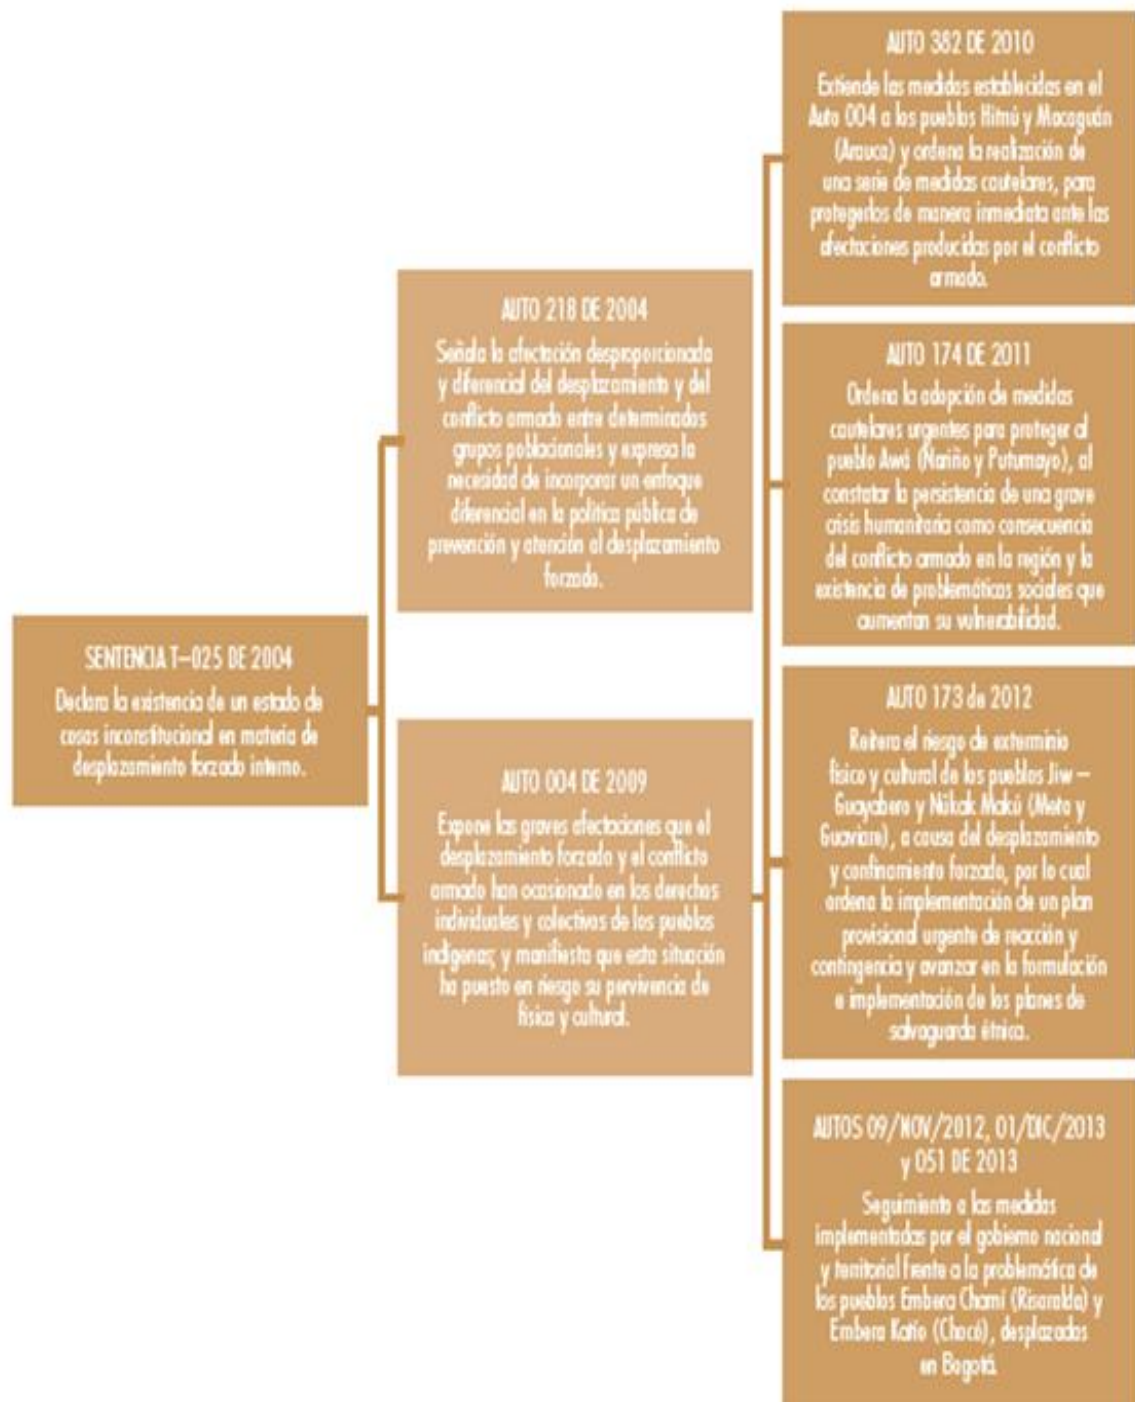 SENTENCIA T–025 DE 2004
Declara la existencia de un estado de
cosas inconstitucional en materia de
desplazamiento forzado interno.
AUTO 218 DE 2004
Señala la afectación desproporcionada
y diferencial del desplazamiento y del
conflicto armado entre determinados
grupos poblacionales y expresa la
necesidad de incorporar un enfoque
diferencial en la política pública de
prevención y atención al desplazamiento
forzado.
AUTO 004 DE 2009
Expone las graves afectaciones que el
desplazamiento forzado y el conflicto
armado han ocasionado en los derechos
individuales y colectivos de los pueblos
indígenas; y manifiesta que esta situación
ha puesto en riesgo su pervivencia de
física y cultural.
AUTO 382 DE 2010
Extiende las medidas establecidas en el
Auto 004 a los pueblos Hitnü y Macaguán
(Arauca) y ordena la realización de
una serie de medidas cautelares, para
protegerlos de manera inmediata ante las
afectaciones producidas por el conflicto
armado.
AUTO 174 DE 2011
Ordena la adopción de medidas
cautelares urgentes para proteger al
pueblo Awá (Nariño y Putumayo), al
constatar la persistencia de una grave
crisis humanitaria como consecuencia
del conflicto armado en la región y la
existencia de problemáticas sociales que
aumentan su vulnerabilidad.
AUTO 173 de 2012
Reitera el riesgo de exterminio
físico y cultural de los pueblos Jiw –
Guayabero y Nükak Makú (Meta y
Guaviare), a causa del desplazamiento
y confinamiento forzado, por lo cual
ordena la implementación de un plan
provisional urgente de reacción y
contingencia y avanzar en la formulación
e implementación de los planes de
salvaguarda étnica.
AUTOS 09/NOV/2012, 01/DIC/2013
y 051 DE 2013
Seguimiento a las medidas
implementadas por el gobierno nacional
y territorial frente a la problemática de
los pueblos Embera Chamí (Risaralda) y
Embera Katío (Chocó), desplazados
en Bogotá.